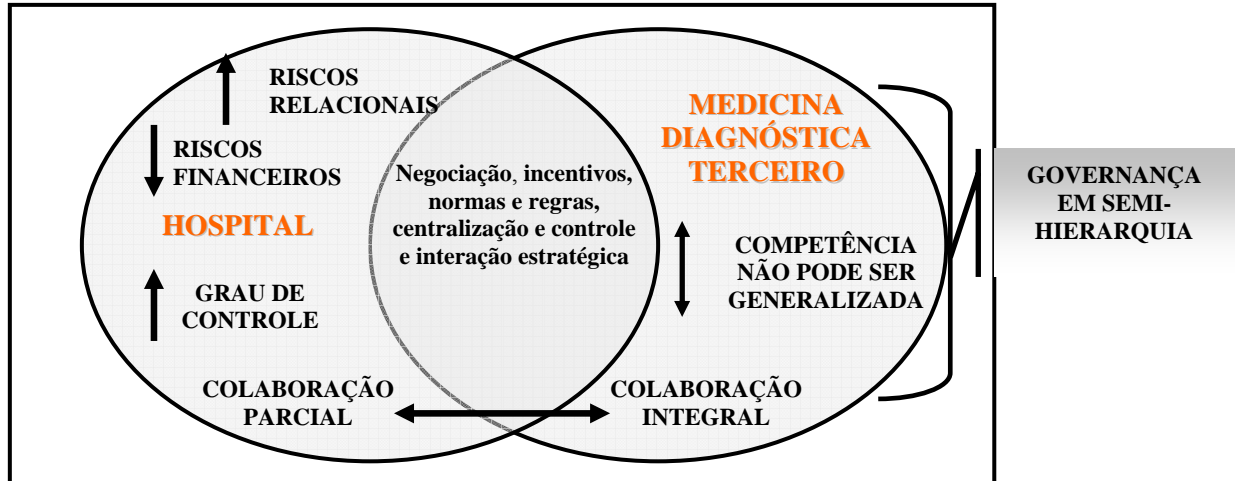 RISCOS
RELACIONAIS
RISCOS
FINANCEIROS
HOSPITAL
GRAU DE
CONTROLE
COLABORAÇÃO
PARCIAL
Negociação, incentivos,
normas e regras,
centralização e controle
e interação estratégica
MEDICINA
DIAGNÓSTICA
TERCEIRO
COMPETÊNCIA
NÃO PODE SER
GENERALIZADA
COLABORAÇÃO
INTEGRAL
GOVERNANÇA
EM SEMI-
HIERARQUIA